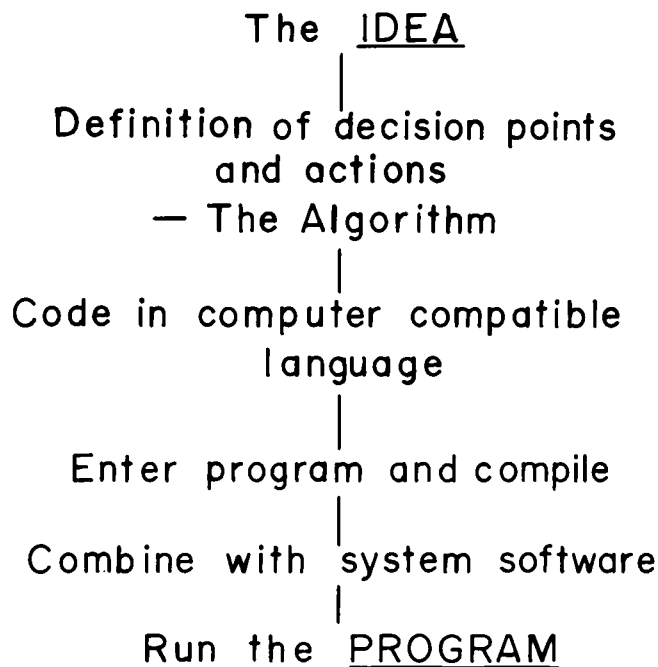 The IDEA
Definition of decision points
and actions
— The Algorithm
Code in computer compatible
language
Enter program and compile
Combine with system software
Run the PROGRAM